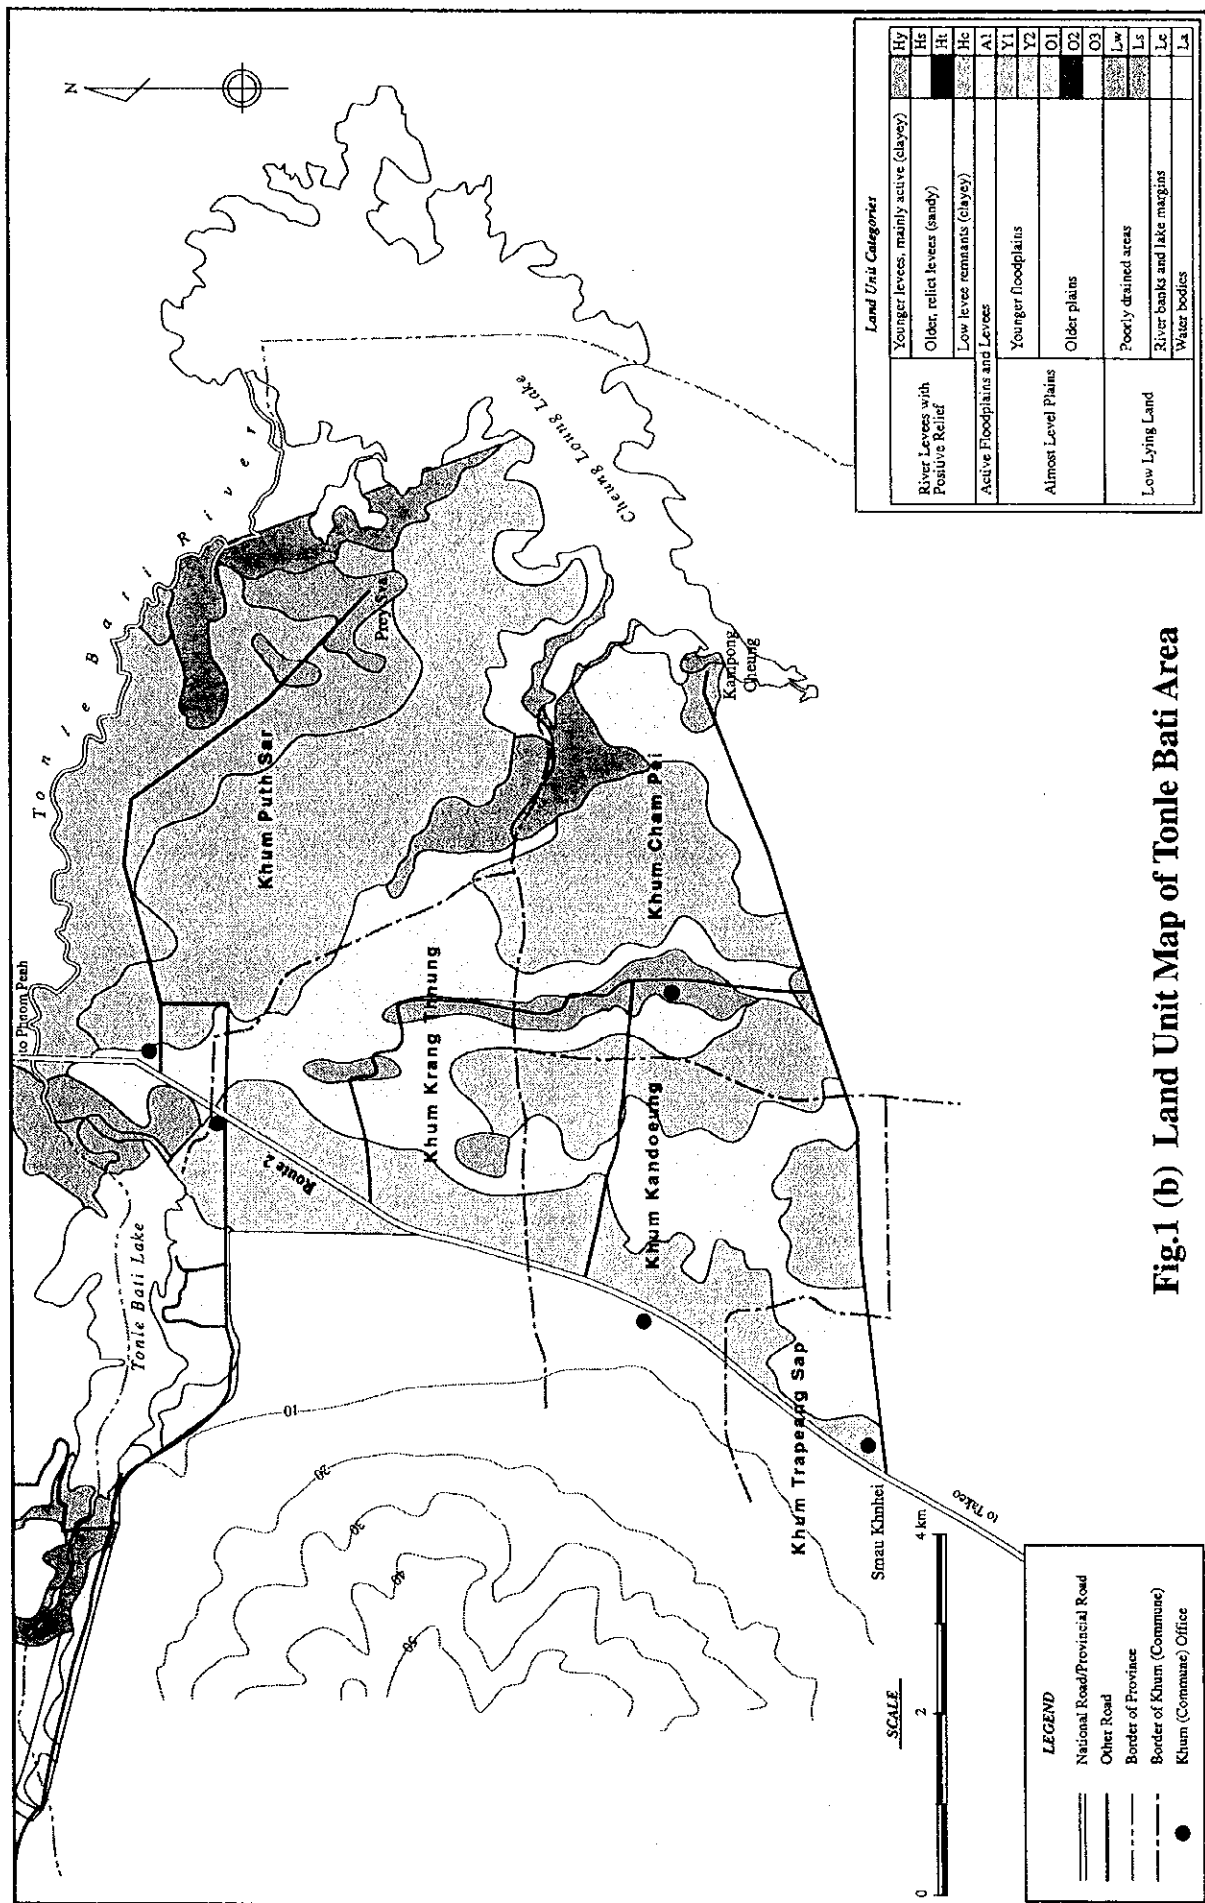 N
to Phnom Penh
Tonle Bati River
Tonle Bati Lake
Cheung Loung Lake
Khum Puth Sar
Prey Sva
Khum Krang Thnung
Khum Cham Pei
Kampong
Cheung
Khum Kandoeung
Khum Trapeang Sap
Route 2
Smau Khnhei
to Takeo
10
20
30
40
50
SCALE
0 2 4 km
LEGEND
National Road/Provincial Road
Other Road
Border of Province
Border of Khum (Commune)
Khum (Commune) Office
Land Unit Categories
River Levees with
Positive Relief
Younger levees, mainly active (clayey) Hy
Older, relict levees (sandy) Hs
Ht
Low levee remnants (clayey) Hc
Active Floodplains and Levees A1
Almost Level Plains
Younger floodplains Y1
Y2
Older plains O1
O2
O3
Low Lying Land
Poorly drained areas Lw
Ls
River banks and lake margins Lc
Water bodies La
Fig.1 (b) Land Unit Map of Tonle Bati Area